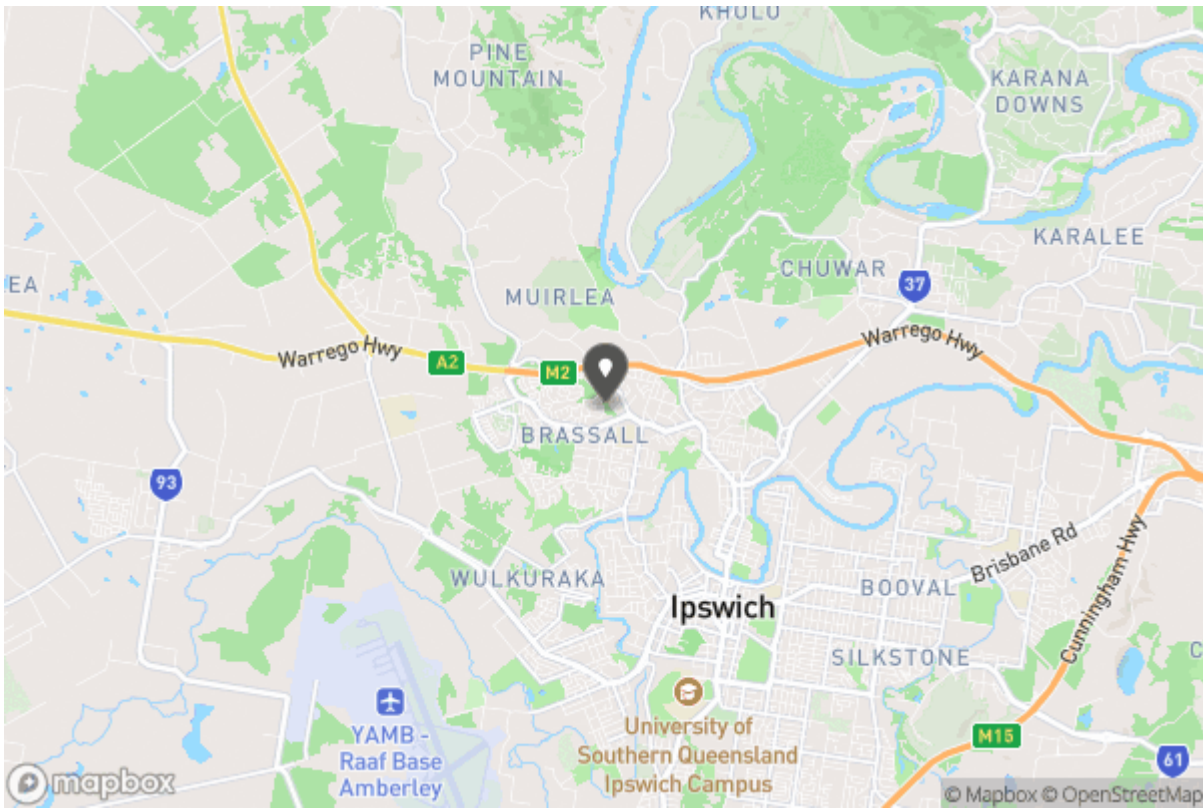 KHOLO
PINE
MOUNTAIN
KARANA
DOWNS
KARALEE
CHUWAR
37
EA
MUIRLEA
Warrego Hwy
Warrego Hwy
A2
M2
BRASSALL
93
Brisbane Rd
WULKURAKA
BOOVAL
Ipswich
Cunningham Hwy
SILKSTONE
C
University of
Southern Queensland
Ipswich Campus
YAMB -
Raaf Base
Amberley
M15
61
mapbox
© Mapbox © OpenStreetMap